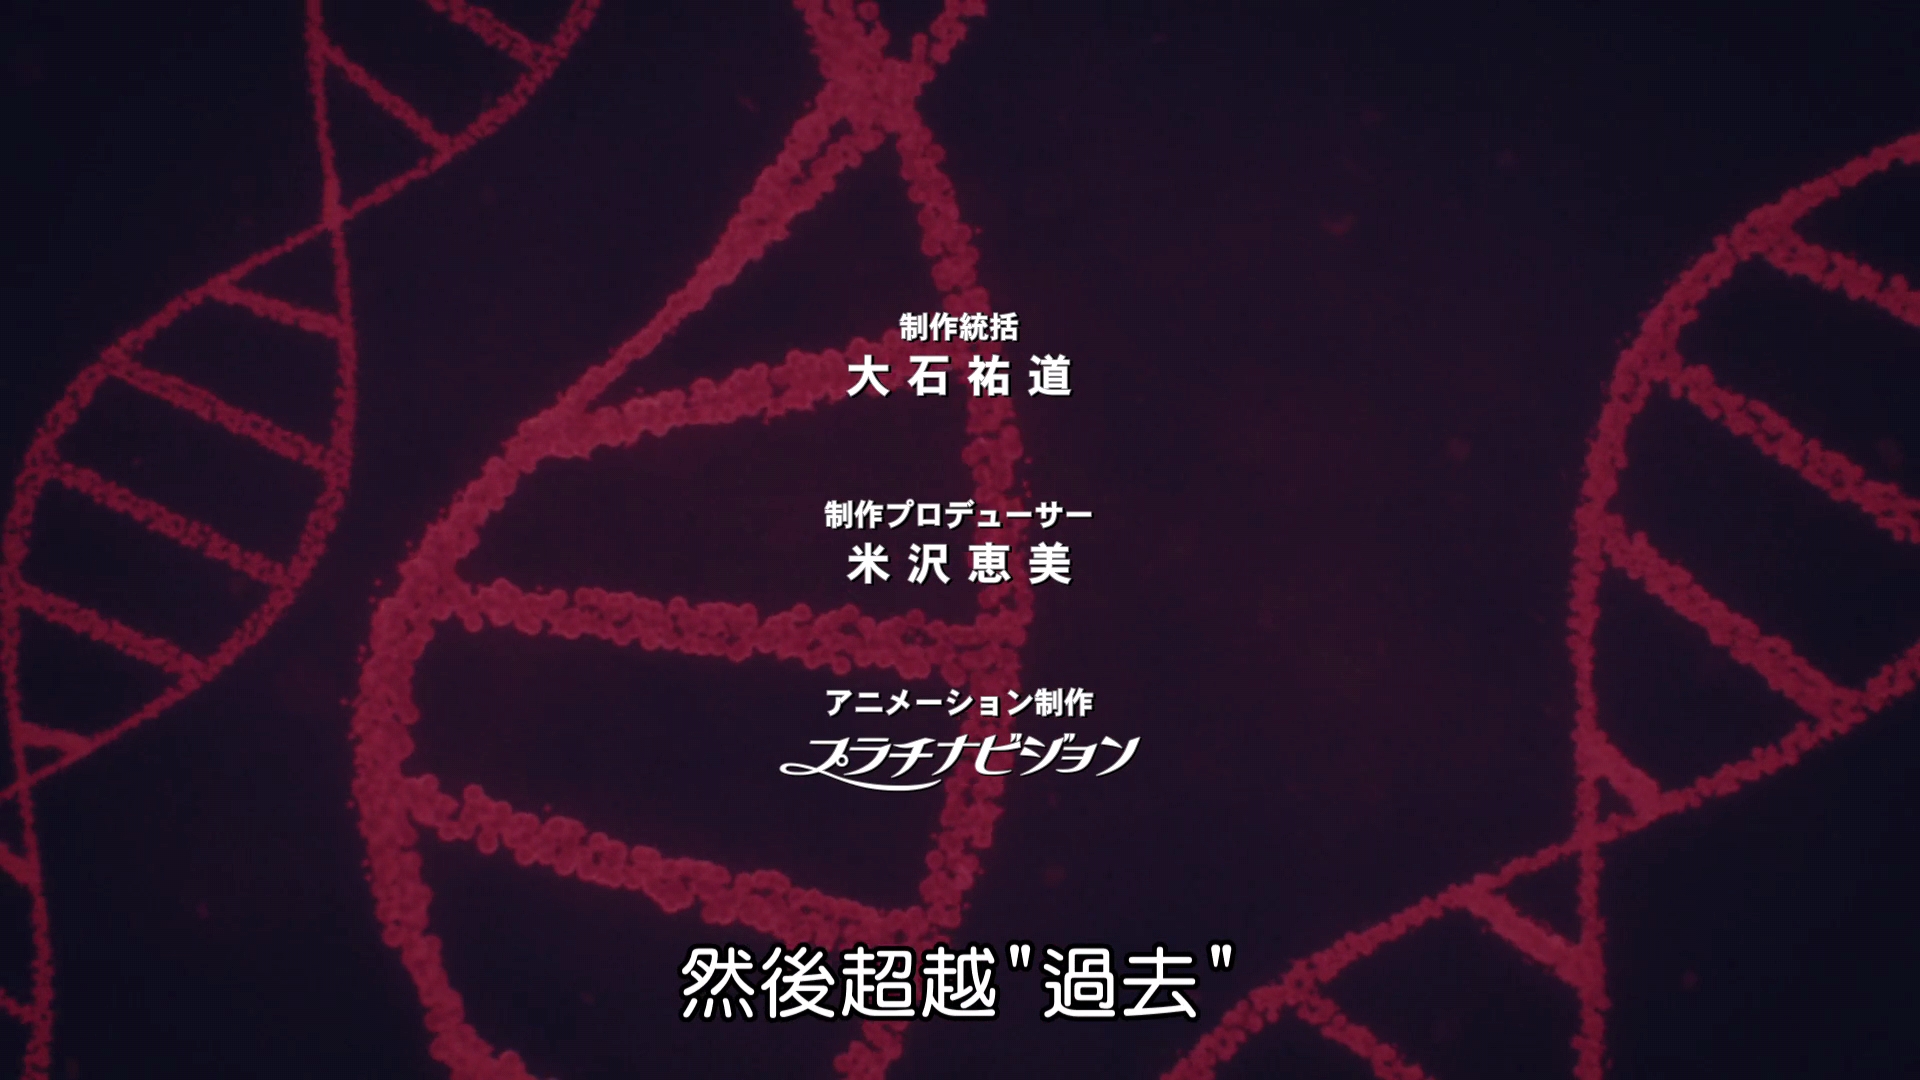 制作統括
大石祐道
制作プロデューサー
米沢恵美
アニメーション制作
プラチナビジョン
然後超越"過去"